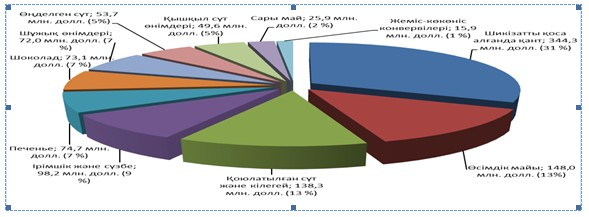 Өңделген сүт; 53,7
млн. долл. (5%)
Қышқыл сүт
өнімдері; 49,6 млн.
долл. (5%)
Сары май; 25,9 млн.
долл. (2 %)
Жеміс-көкөніс
конвервілері; 15,9
млн. долл. (1 %)
Шикізатты қоса
алғанда қант; 344,3
млн. долл. (31 %)
Шұжық өнімдері;
72,0 млн. долл. (7
%)
Шоколад; 73,1 млн.
долл. (7 %)
Печенье; 74,7 млн.
долл. (7 %)
Ірімшік және сүзбе;
98,2 млн. долл. (9
%)
Қоюлатылған сүт
және кілегей; 138,3
млн. долл. (13 %)
Өсімдік майы; 148,0
млн. долл. (13%)